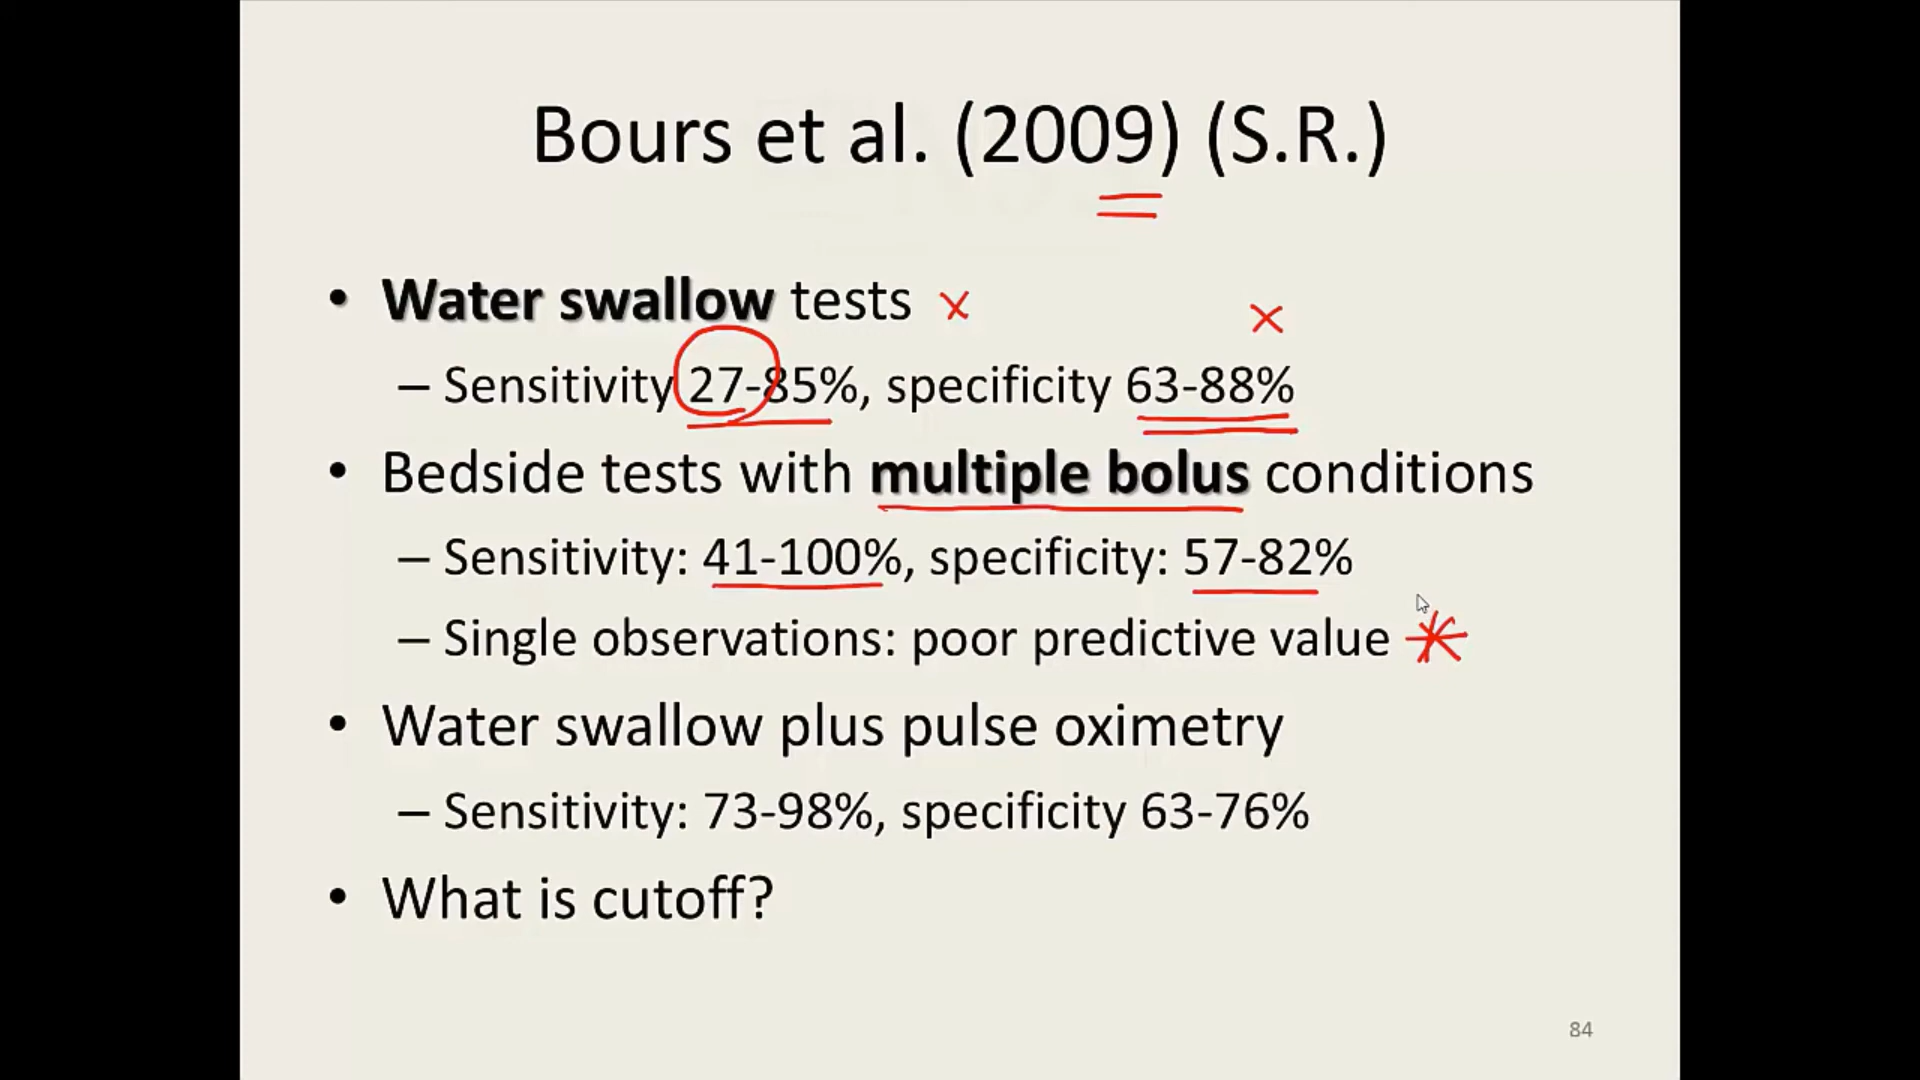 Bours et al. (2009) (S.R.)
• Water swallow tests
– Sensitivity 27-85%, specificity 63-88%
• Bedside tests with multiple bolus conditions
– Sensitivity: 41-100%, specificity: 57-82%
– Single observations: poor predictive value
• Water swallow plus pulse oximetry
– Sensitivity: 73-98%, specificity 63-76%
• What is cutoff?
84